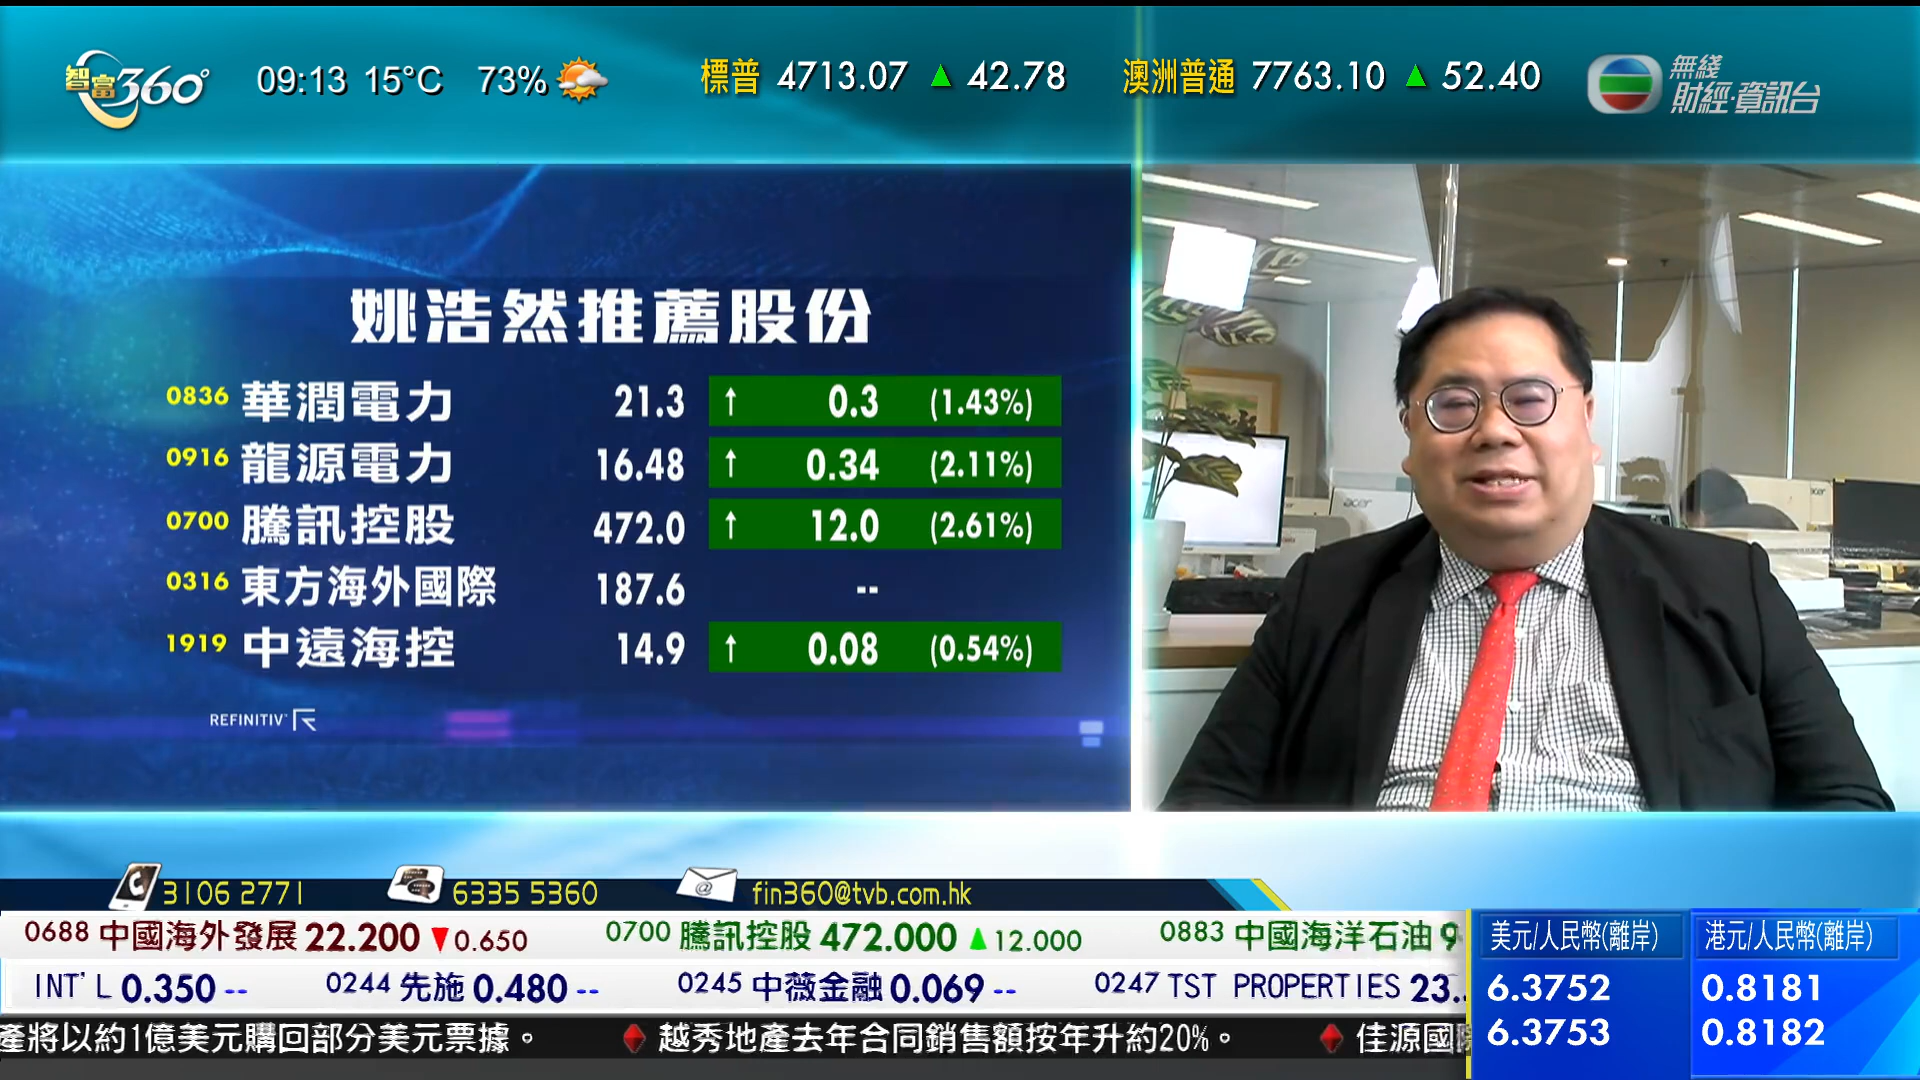 智富360°
09:13 15°C 73%
標普 4713.07 ▲ 42.78
澳洲普通 7763.10 ▲ 52.40
無綫
財經·資訊台
姚浩然推薦股份
0836 華潤電力 21.3 ↑ 0.3 (1.43%)
0916 龍源電力 16.48 ↑ 0.34 (2.11%)
0700 騰訊控股 472.0 ↑ 12.0 (2.61%)
0316 東方海外國際 187.6 --
1919 中遠海控 14.9 ↑ 0.08 (0.54%)
REFINITIV
acer
acer
3106 2771 6335 5360 fin360@tvb.com.hk
0688 中國海外發展 22.200 ▼0.650 0700 騰訊控股 472.000 ▲12.000 0883 中國海洋石油 9
INT'L 0.350 -- 0244 先施 0.480 -- 0245 中薇金融 0.069 -- 0247 TST PROPERTIES 23.
產將以約1億美元購回部分美元票據。 ◆ 越秀地產去年合同銷售額按年升約20%。 ◆ 佳源國
美元/人民幣(離岸)
6.3752
6.3753
港元/人民幣(離岸)
0.8181
0.8182